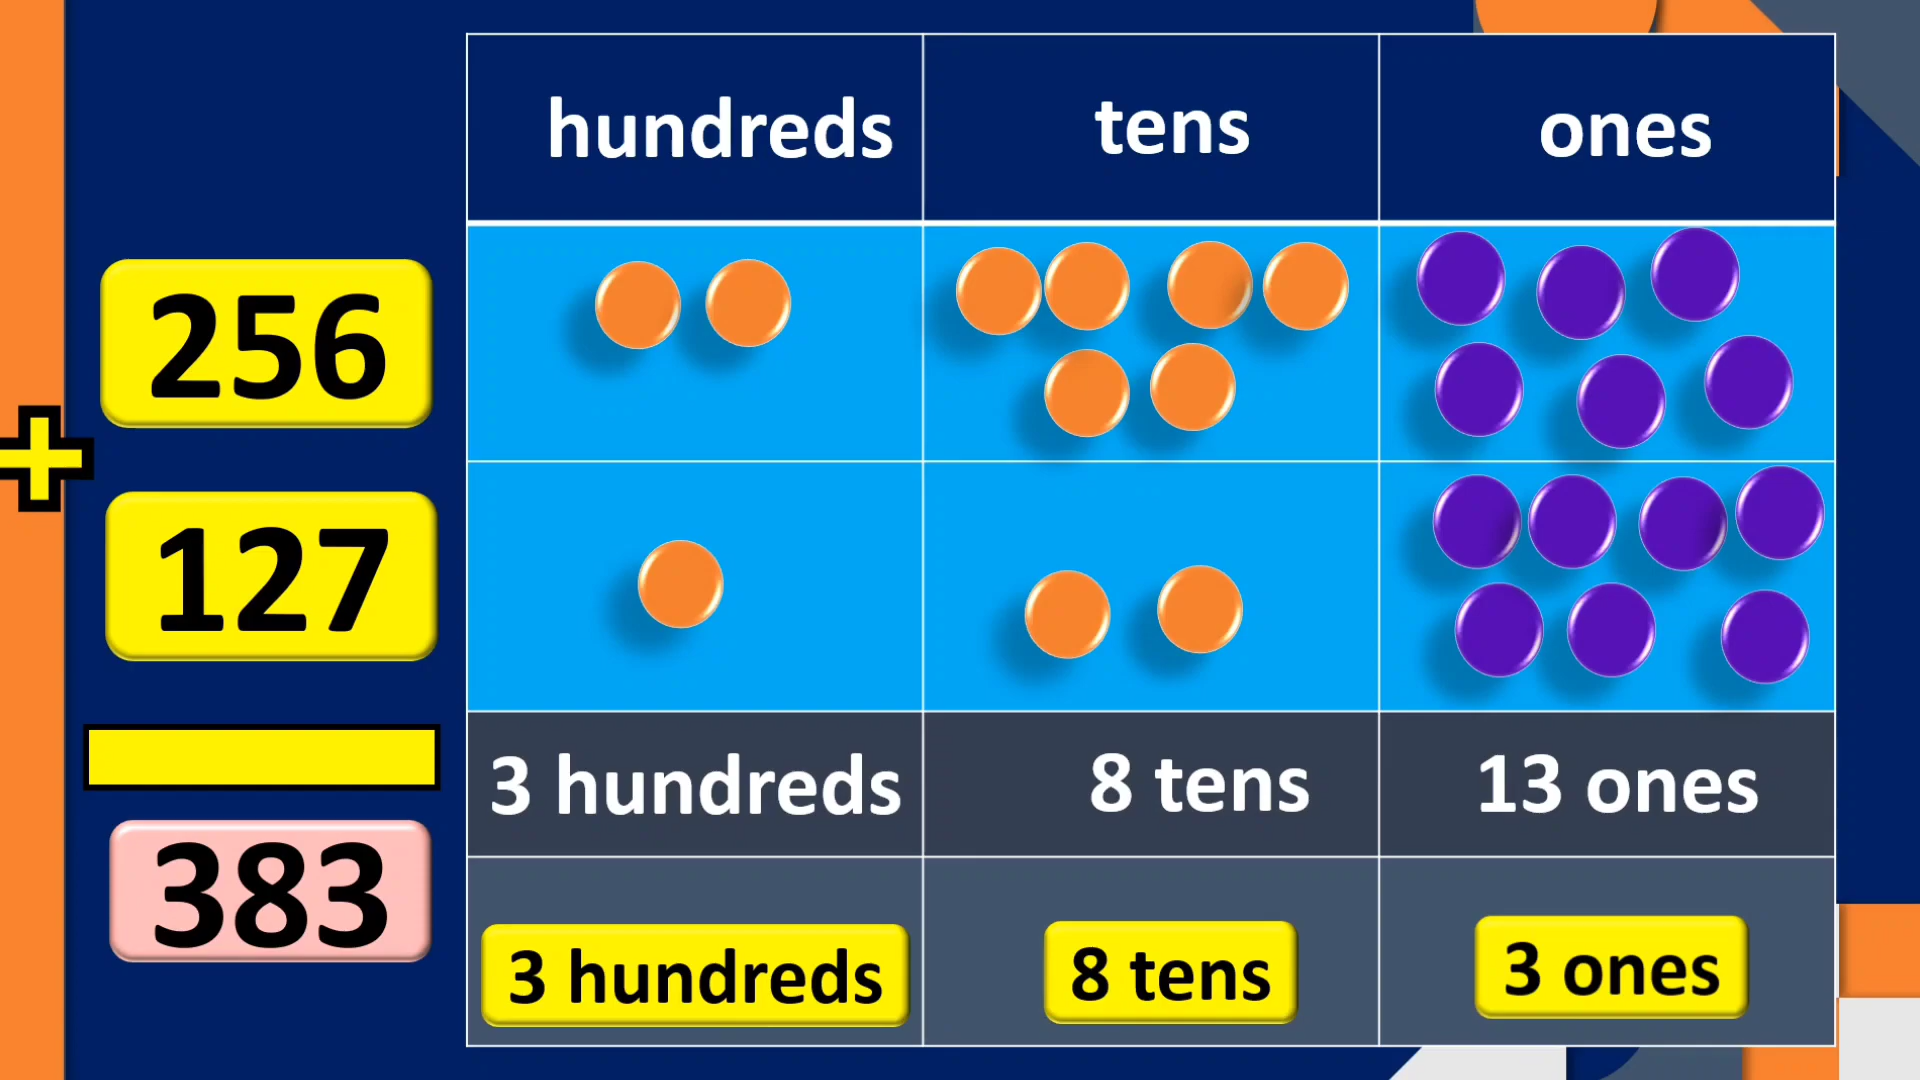 hundreds tens ones
256
+
127
383
3 hundreds 8 tens 13 ones
3 hundreds 8 tens 3 ones